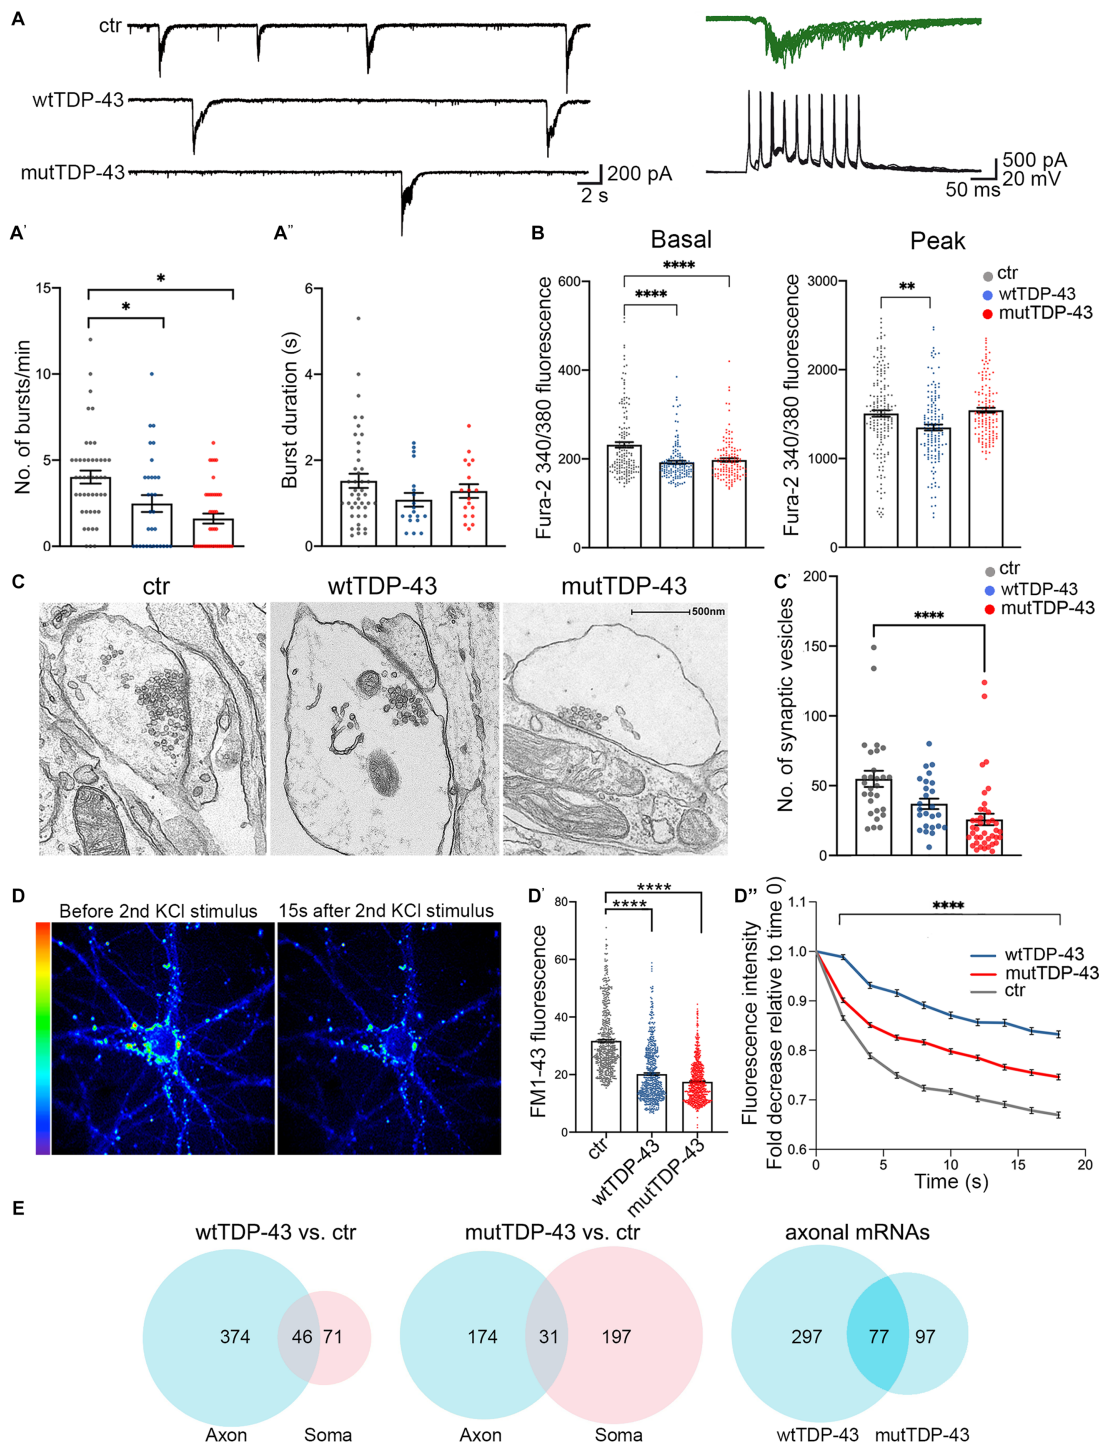 A
ctr
wtTDP-43
mutTDP-43
200 pA
2 s
500 pA
20 mV
50 ms
A'
No. of bursts/min
15
10
5
0
*
*
A"
Burst duration (s)
6
4
2
0
B
Basal
Fura-2 340/380 fluorescence
600
400
200
0
****
****
Peak
Fura-2 340/380 fluorescence
3000
2000
1000
0
**
ctr
wtTDP-43
mutTDP-43
C
ctr
wtTDP-43
mutTDP-43
500nm
C'
No. of synaptic vesicles
200
150
100
50
0
****
ctr
wtTDP-43
mutTDP-43
D
Before 2nd KCl stimulus
15s after 2nd KCl stimulus
D'
FM1-43 fluorescence
80
60
40
20
0
****
****
ctr
wtTDP-43
mutTDP-43
D"
Fluorescence intensity
Fold decrease relative to time 0)
1.1
1.0
0.9
0.8
0.7
0.6
****
wtTDP-43
mutTDP-43
ctr
0 5 10 15 20
Time (s)
E
wtTDP-43 vs. ctr
374 46 71
Axon Soma
mutTDP-43 vs. ctr
174 31 197
Axon Soma
axonal mRNAs
297 77 97
wtTDP-43 mutTDP-43